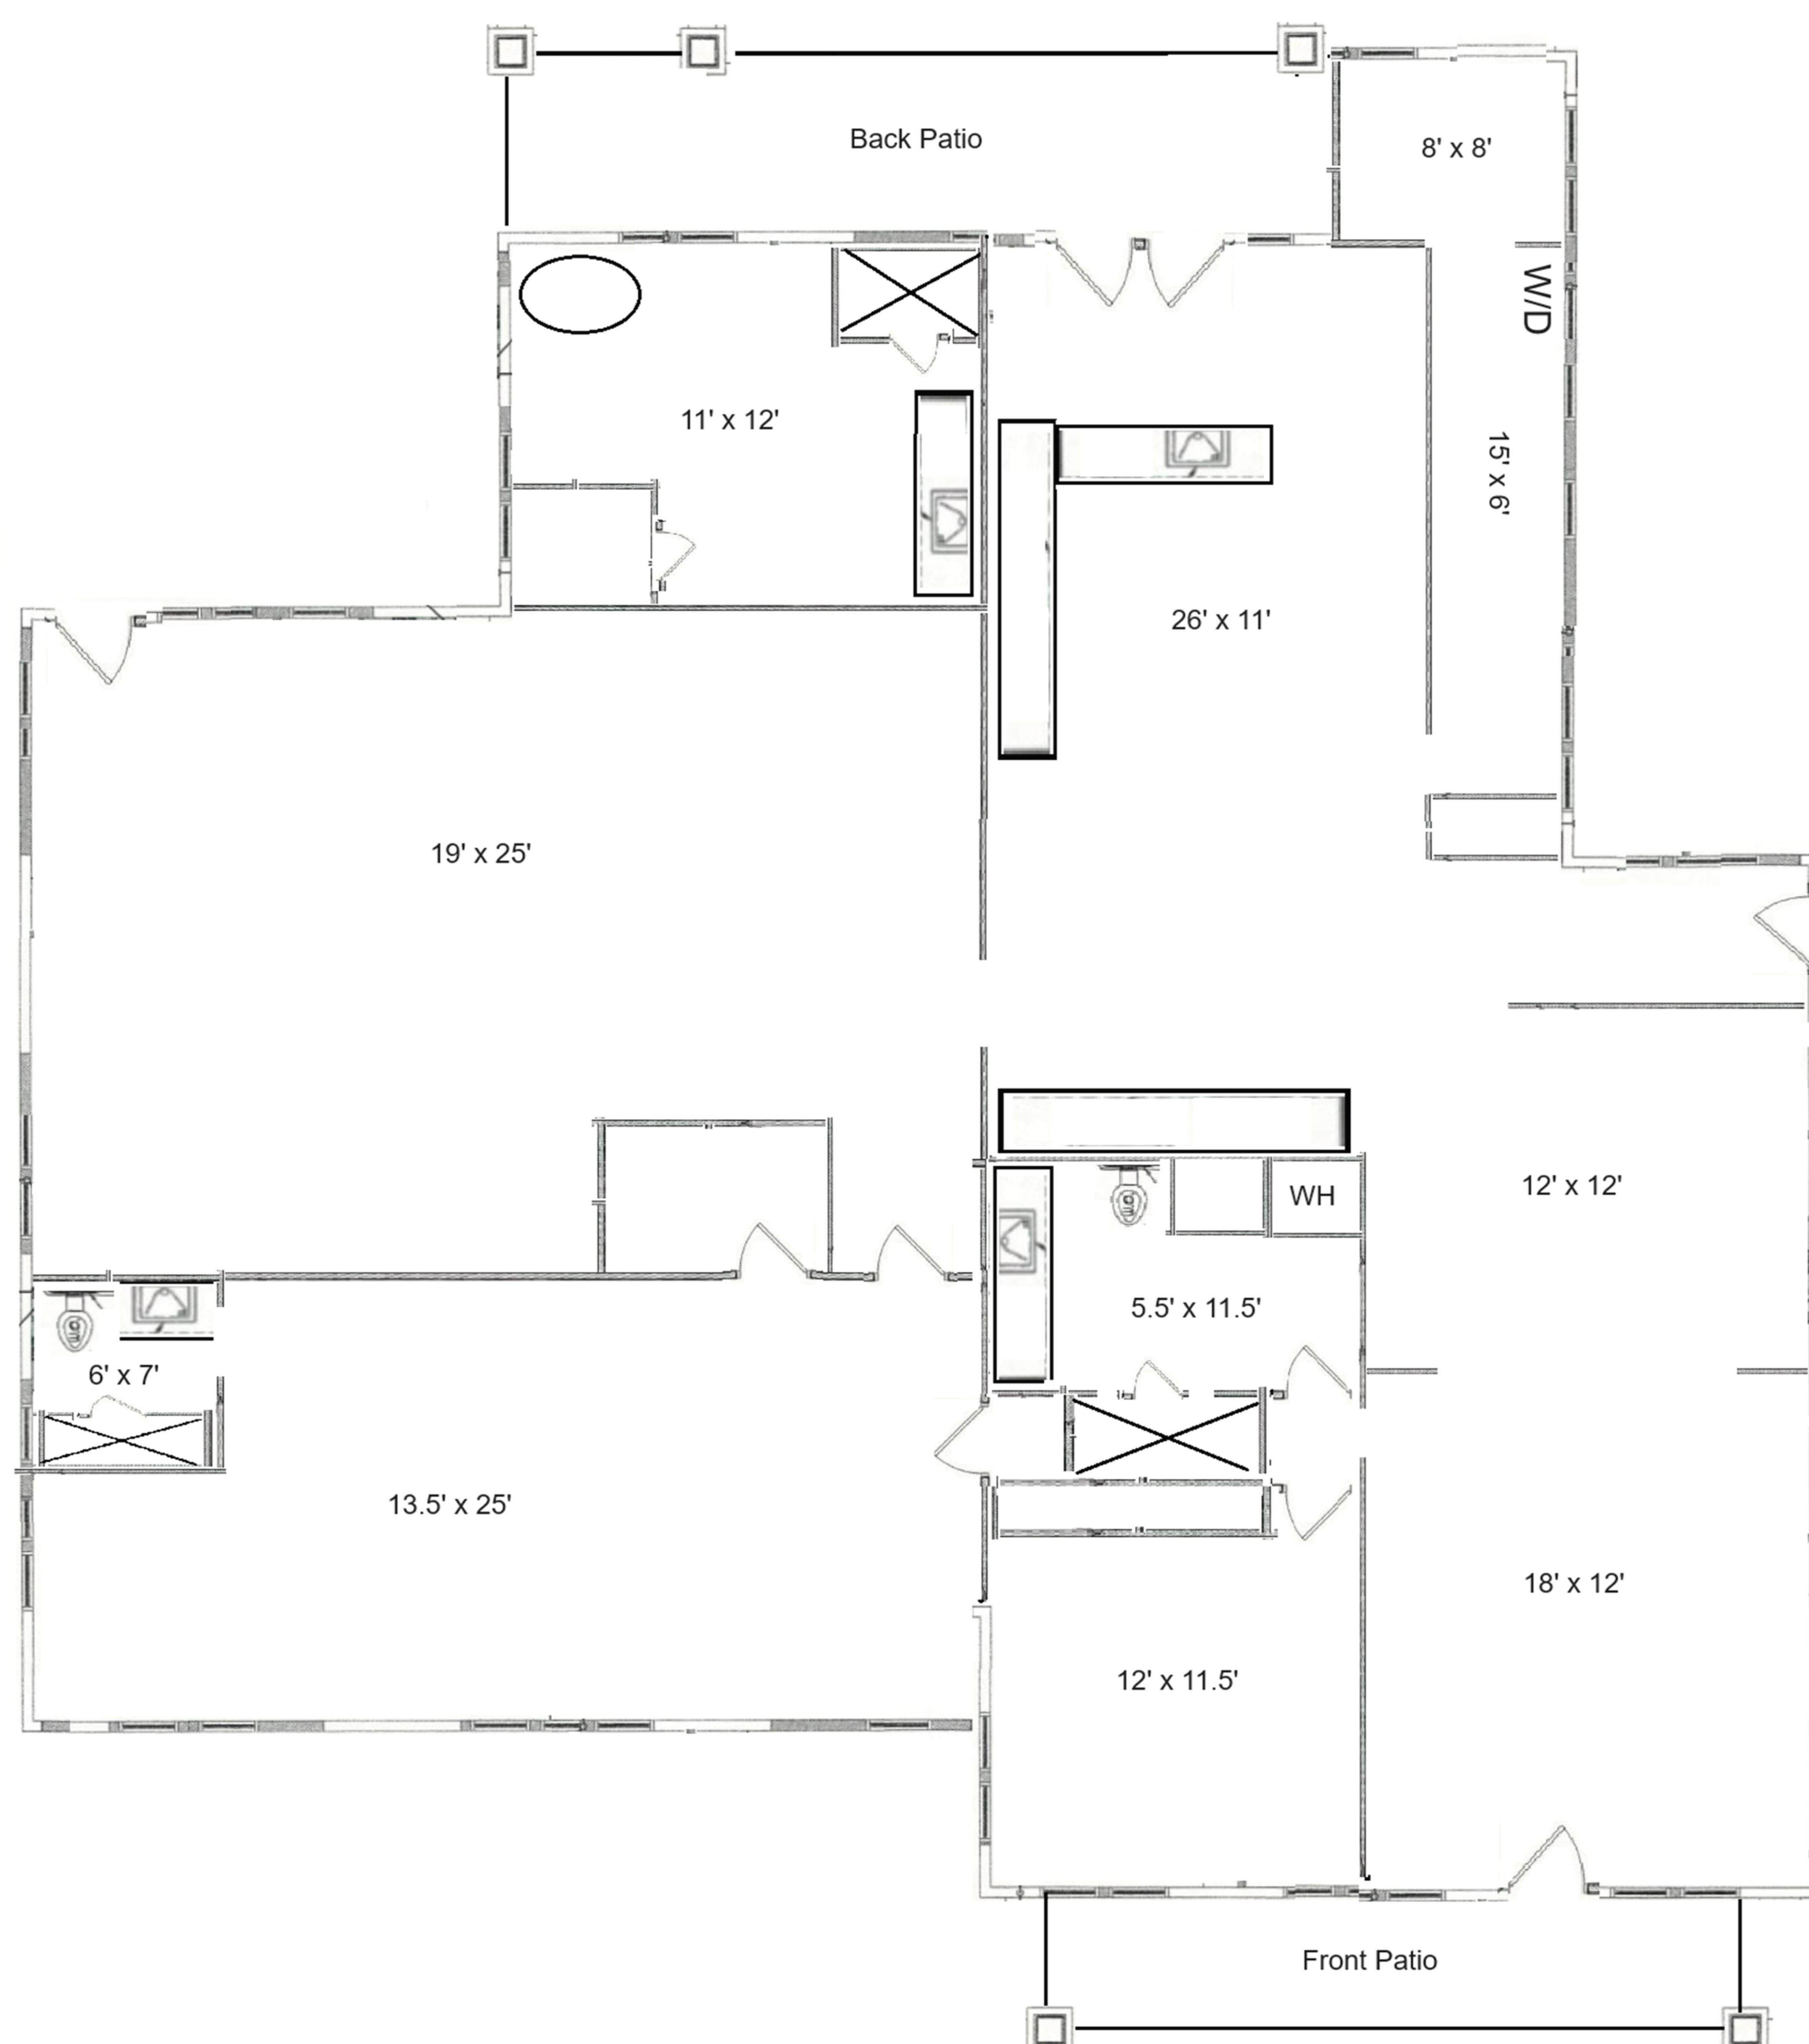 Back Patio
8' x 8'
W/D
11' x 12'
15' x 6'
26' x 11'
19' x 25'
12' x 12'
WH
5.5' x 11.5'
6' x 7'
13.5' x 25'
18' x 12'
12' x 11.5'
Front Patio